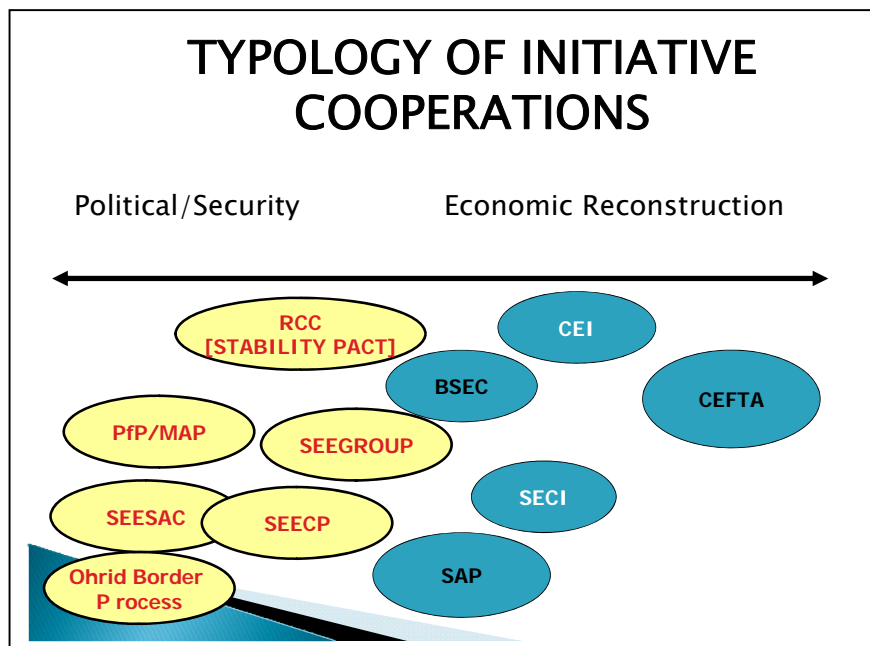 TYPOLOGY OF INITIATIVE
COOPERATIONS
Political/Security
Economic Reconstruction
RCC
[STABILITY PACT]
CEI
BSEC
CEFTA
PfP/MAP
SEEGROUP
SECI
SEESAC
SEECP
SAP
Ohrid Border
P rocess